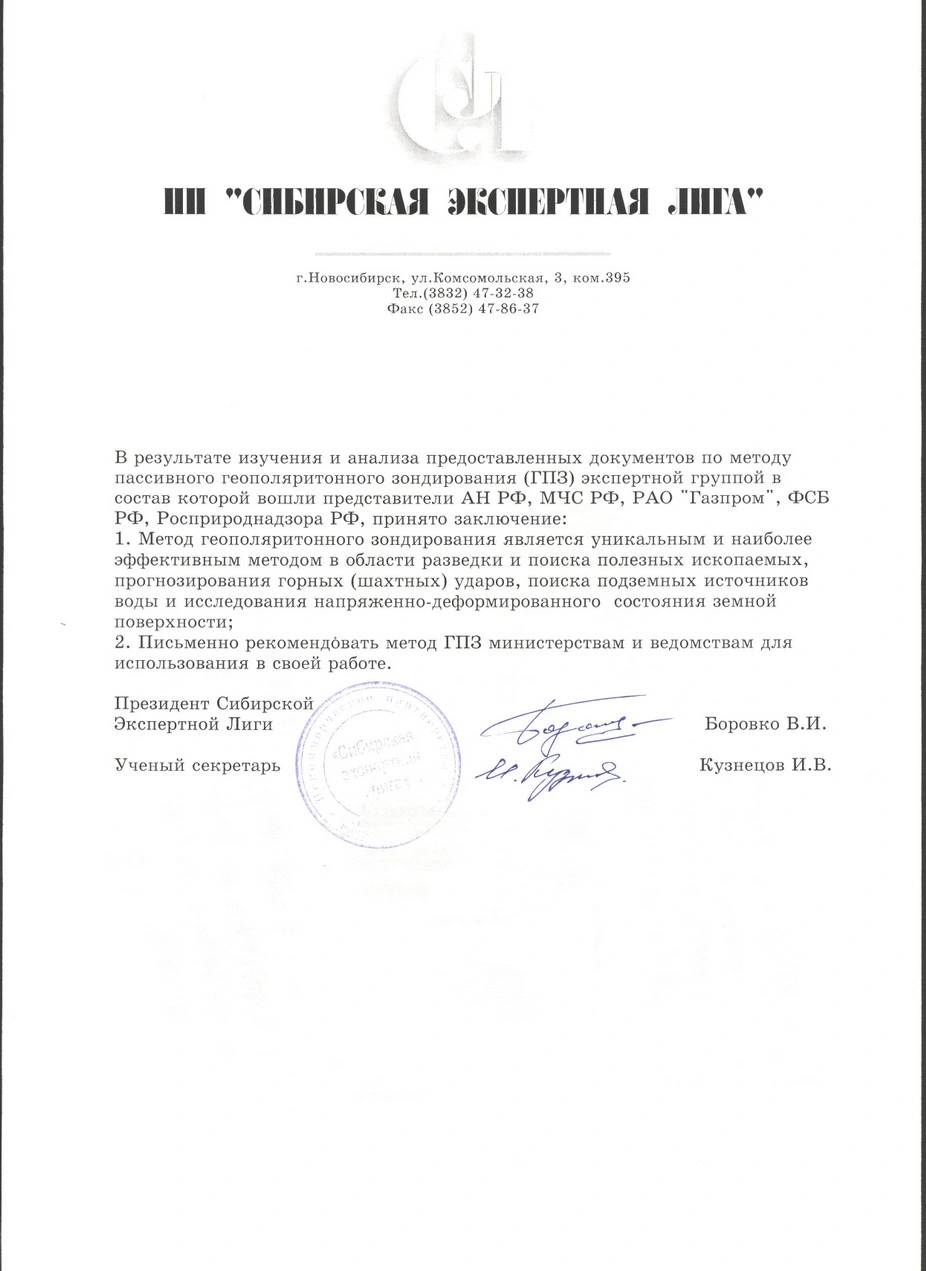 НП "СИБИРСКАЯ ЭКСПЕРТНАЯ ЛИГА"
г.Новосибирск, ул.Комсомольская, 3, ком.395
Тел.(3832) 47-32-38
Факс (3852) 47-86-37
В результате изучения и анализа предоставленных документов по методу
пассивного геополяритонного зондирования (ГПЗ) экспертной группой в
состав которой вошли представители АН РФ, МЧС РФ, РАО "Газпром", ФСБ
РФ, Росприроднадзора РФ, принято заключение:
1. Метод геополяритонного зондирования является уникальным и наиболее
эффективным методом в области разведки и поиска полезных ископаемых,
прогнозирования горных (шахтных) ударов, поиска подземных источников
воды и исследования напряженно-деформированного состояния земной
поверхности;
2. Письменно рекомендовать метод ГПЗ министерствам и ведомствам для
использования в своей работе.
Президент Сибирской
Экспертной Лиги Боровко В.И.
Ученый секретарь Кузнецов И.В.
«Сибирская
экспертная
лига»